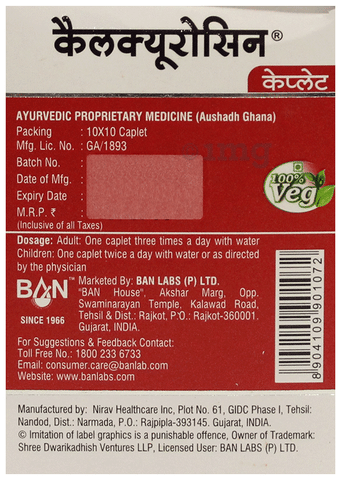 कैलक्यूरोसिन®
केप्लेट
AYURVEDIC PROPRIETARY MEDICINE (Aushadh Ghana)
Packing : 10X10 Caplet
Mfg. Lic. No. : GA/1893
Batch No. :
Date of Mfg. :
Expiry Date :
M.R.P. ₹ :
(Inclusive of all Taxes)
100%
Veg
Dosage: Adult: One caplet three times a day with water
Children: One caplet twice a day with water or as directed
by the physician
BAN
SINCE 1966
Marketed By: BAN LABS (P) LTD.
"BAN House", Akshar Marg, Opp.
Swaminarayan Temple, Kalawad Road,
Tehsil & Dist.: Rajkot, P.O.: Rajkot-360001.
Gujarat, INDIA.
For Suggestions & Feedback Contact:
Toll Free No.: 1800 233 6733
Email: consumer.care@banlab.com
Website: www.banlabs.com
8904109901072
Manufactured by: Nirav Healthcare Inc, Plot No. 61, GIDC Phase I, Tehsil:
Nandod, Dist.: Narmada, P.O.: Rajpipla-393145. Gujarat, INDIA.
© Imitation of label graphics is a punishable offence, Owner of Trademark:
Shree Dwarikadhish Ventures LLP, Licensed User: BAN LABS (P) LTD.